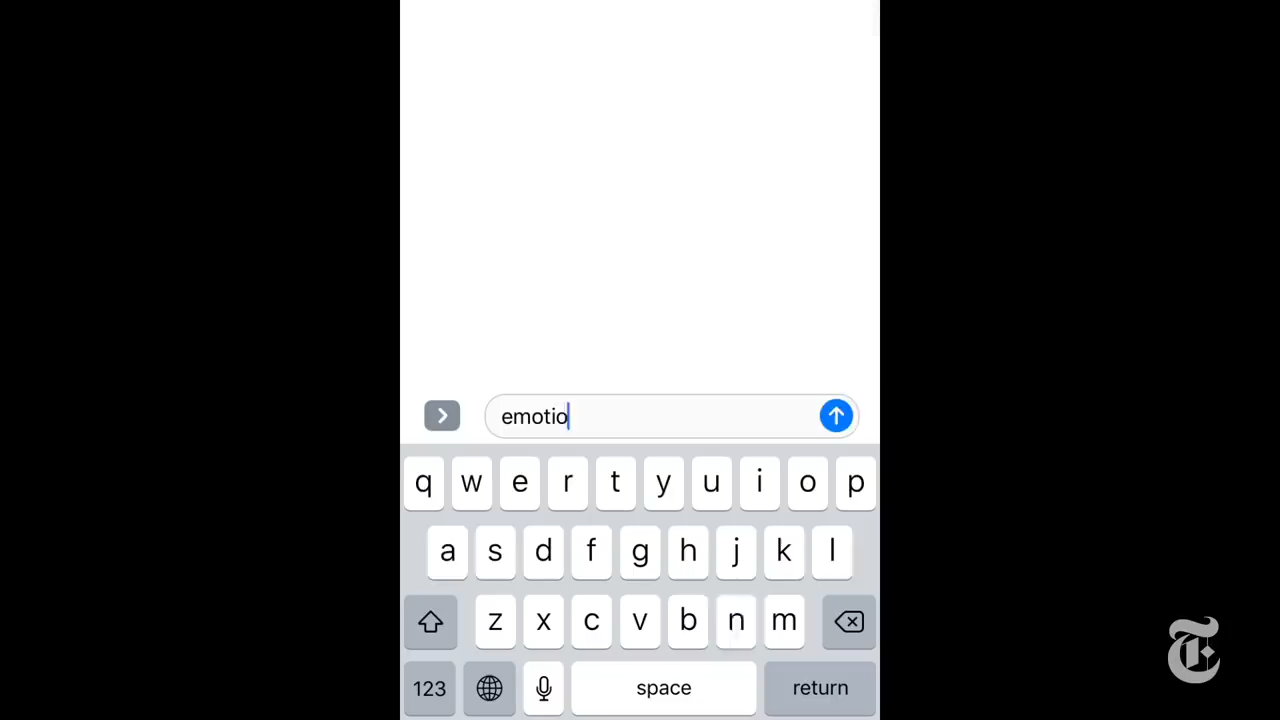 emotio
q w e r t y u i o p
a s d f g h j k l
z x c v b n m
123 space return
T